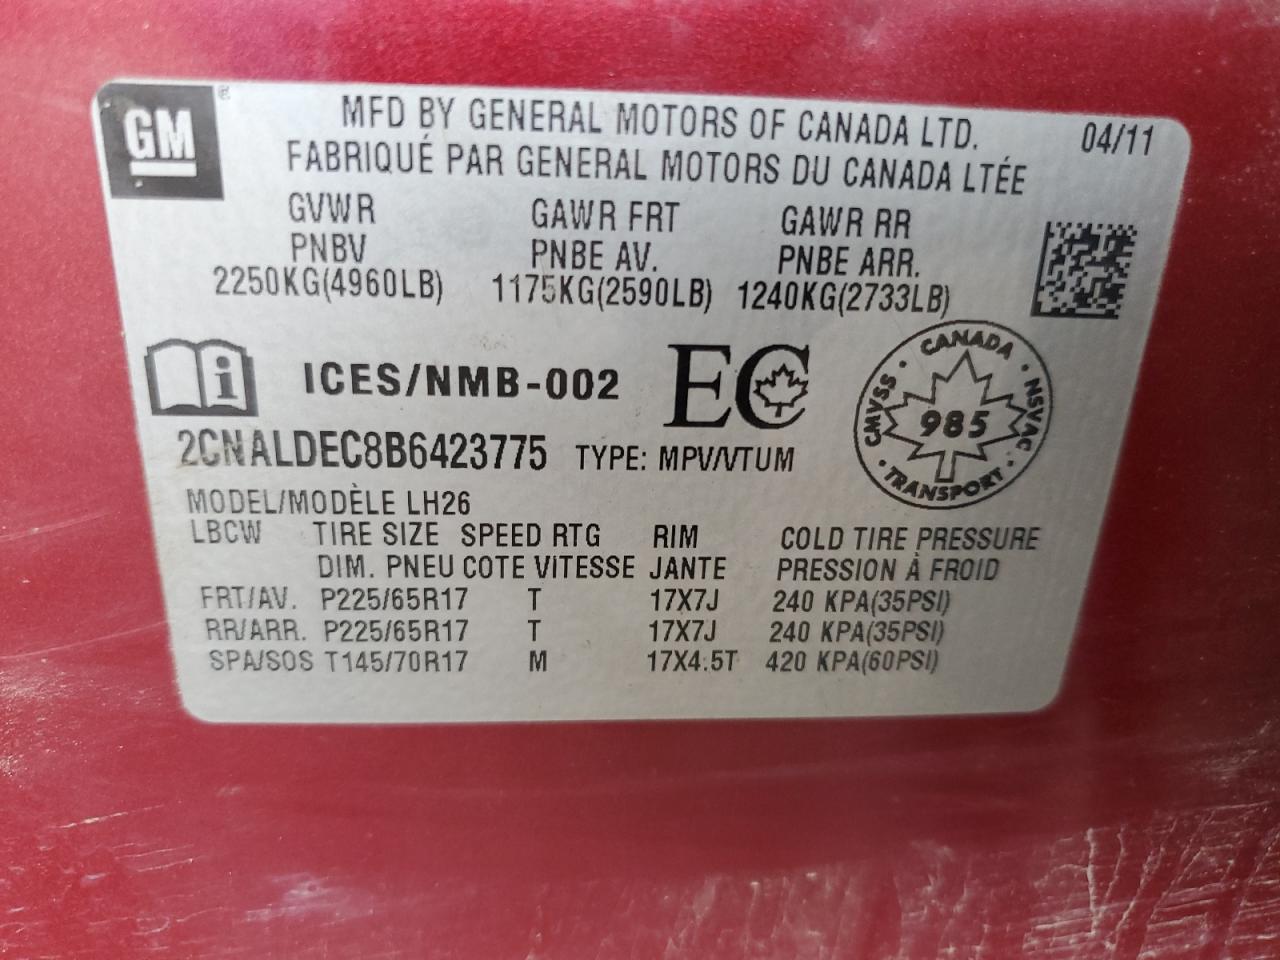 GM®
MFD BY GENERAL MOTORS OF CANADA LTD. 04/11
FABRIQUÉ PAR GENERAL MOTORS DU CANADA LTÉE
GVWR GAWR FRT GAWR RR
PNBV PNBE AV. PNBE ARR.
2250KG(4960LB) 1175KG(2590LB) 1240KG(2733LB)
i ICES/NMB-002 EC
CANADA · NSVAC · TRANSPORT · CMVSS ·
985
2CNALDEC8B6423775 TYPE: MPV/VTUM
MODEL/MODÈLE LH26
LBCW TIRE SIZE SPEED RTG RIM COLD TIRE PRESSURE
DIM. PNEU COTE VITESSE JANTE PRESSION À FROID
FRT/AV. P225/65R17 T 17X7J 240 KPA(35PSI)
RR/ARR. P225/65R17 T 17X7J 240 KPA(35PSI)
SPA/SOS T145/70R17 M 17X4.5T 420 KPA(60PSI)